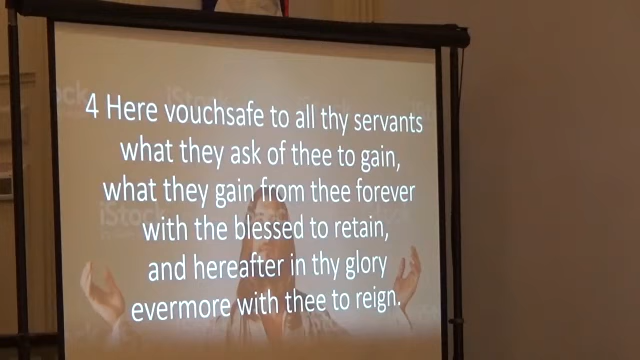 4 Here vouchsafe to all thy servants
what they ask of thee to gain,
what they gain from thee forever
with the blessed to retain,
and hereafter in thy glory
evermore with thee to reign.